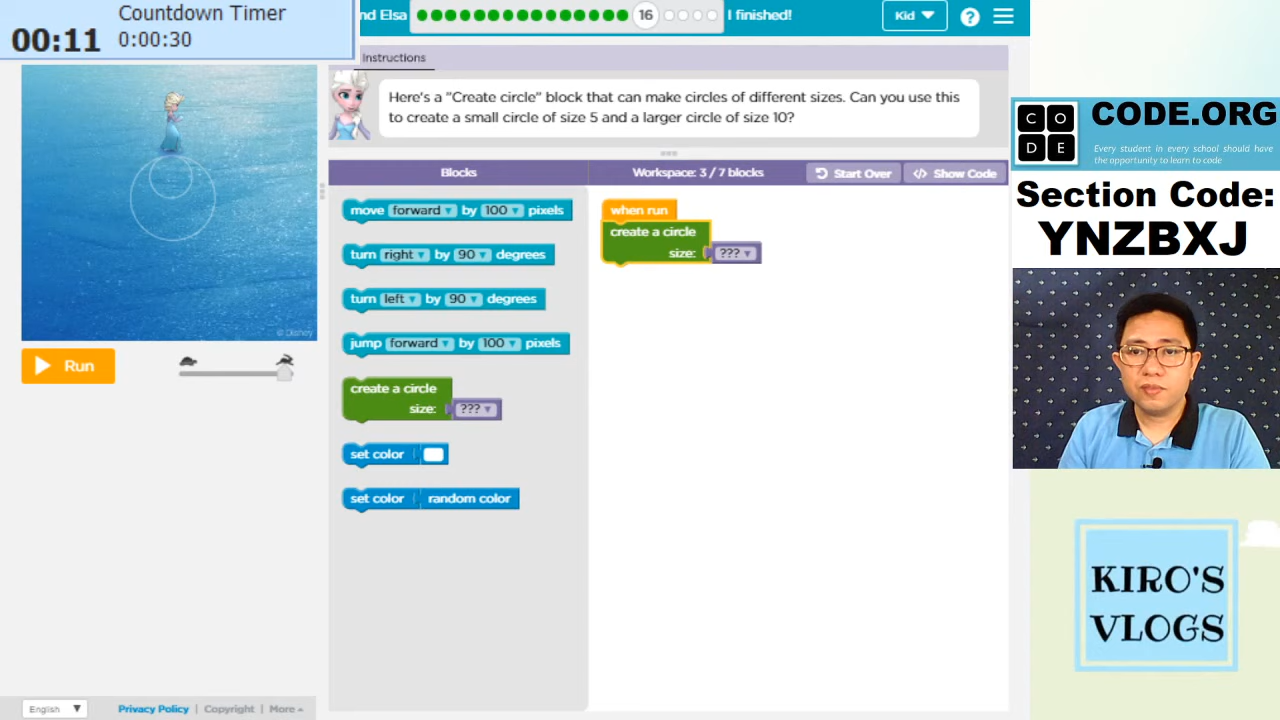 Countdown Timer
00:11
0:00:30
nd Elsa
16
I finished!
Kid
?
Instructions
Here's a "Create circle" block that can make circles of different sizes. Can you use this
to create a small circle of size 5 and a larger circle of size 10?
Blocks
Workspace: 3 / 7 blocks
Start Over
</> Show Code
move forward by 100 pixels
turn right by 90 degrees
turn left by 90 degrees
jump forward by 100 pixels
create a circle
size: ???
set color
set color random color
when run
create a circle
size: ???
© Disney
Run
English
Privacy Policy | Copyright | More
C O
D E
CODE.ORG
Every student in every school should have
the opportunity to learn to code
Section Code:
YNZBXJ
KIRO'S
VLOGS